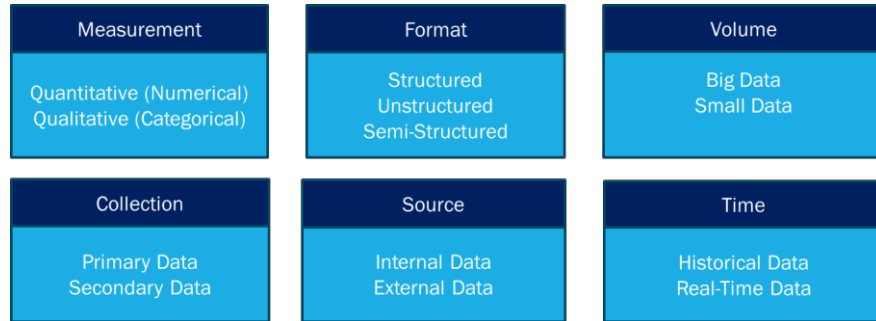 Measurement
Quantitative (Numerical)
Qualitative (Categorical)
Format
Structured
Unstructured
Semi-Structured
Volume
Big Data
Small Data
Collection
Primary Data
Secondary Data
Source
Internal Data
External Data
Time
Historical Data
Real-Time Data